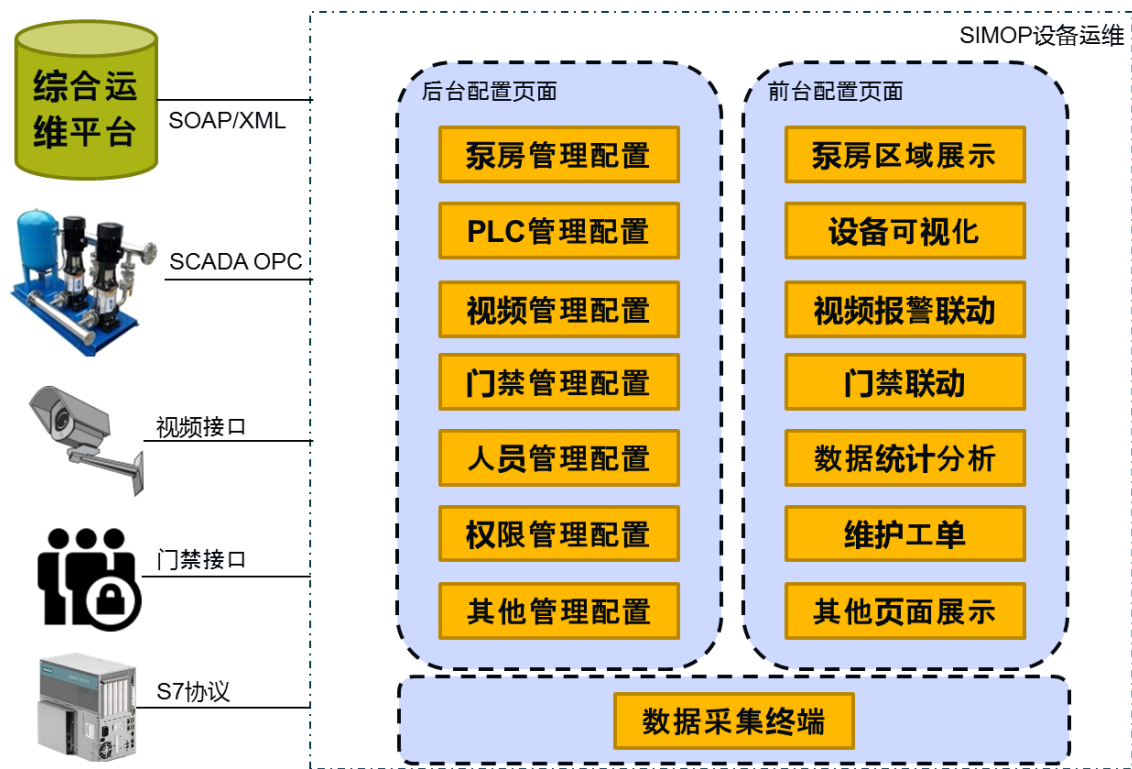 SIMOP设备运维
综合运
维平台
SOAP/XML
SCADA OPC
视频接口
门禁接口
S7协议
后台配置页面
泵房管理配置
PLC管理配置
视频管理配置
门禁管理配置
人员管理配置
权限管理配置
其他管理配置
前台配置页面
泵房区域展示
设备可视化
视频报警联动
门禁联动
数据统计分析
维护工单
其他页面展示
数据采集终端